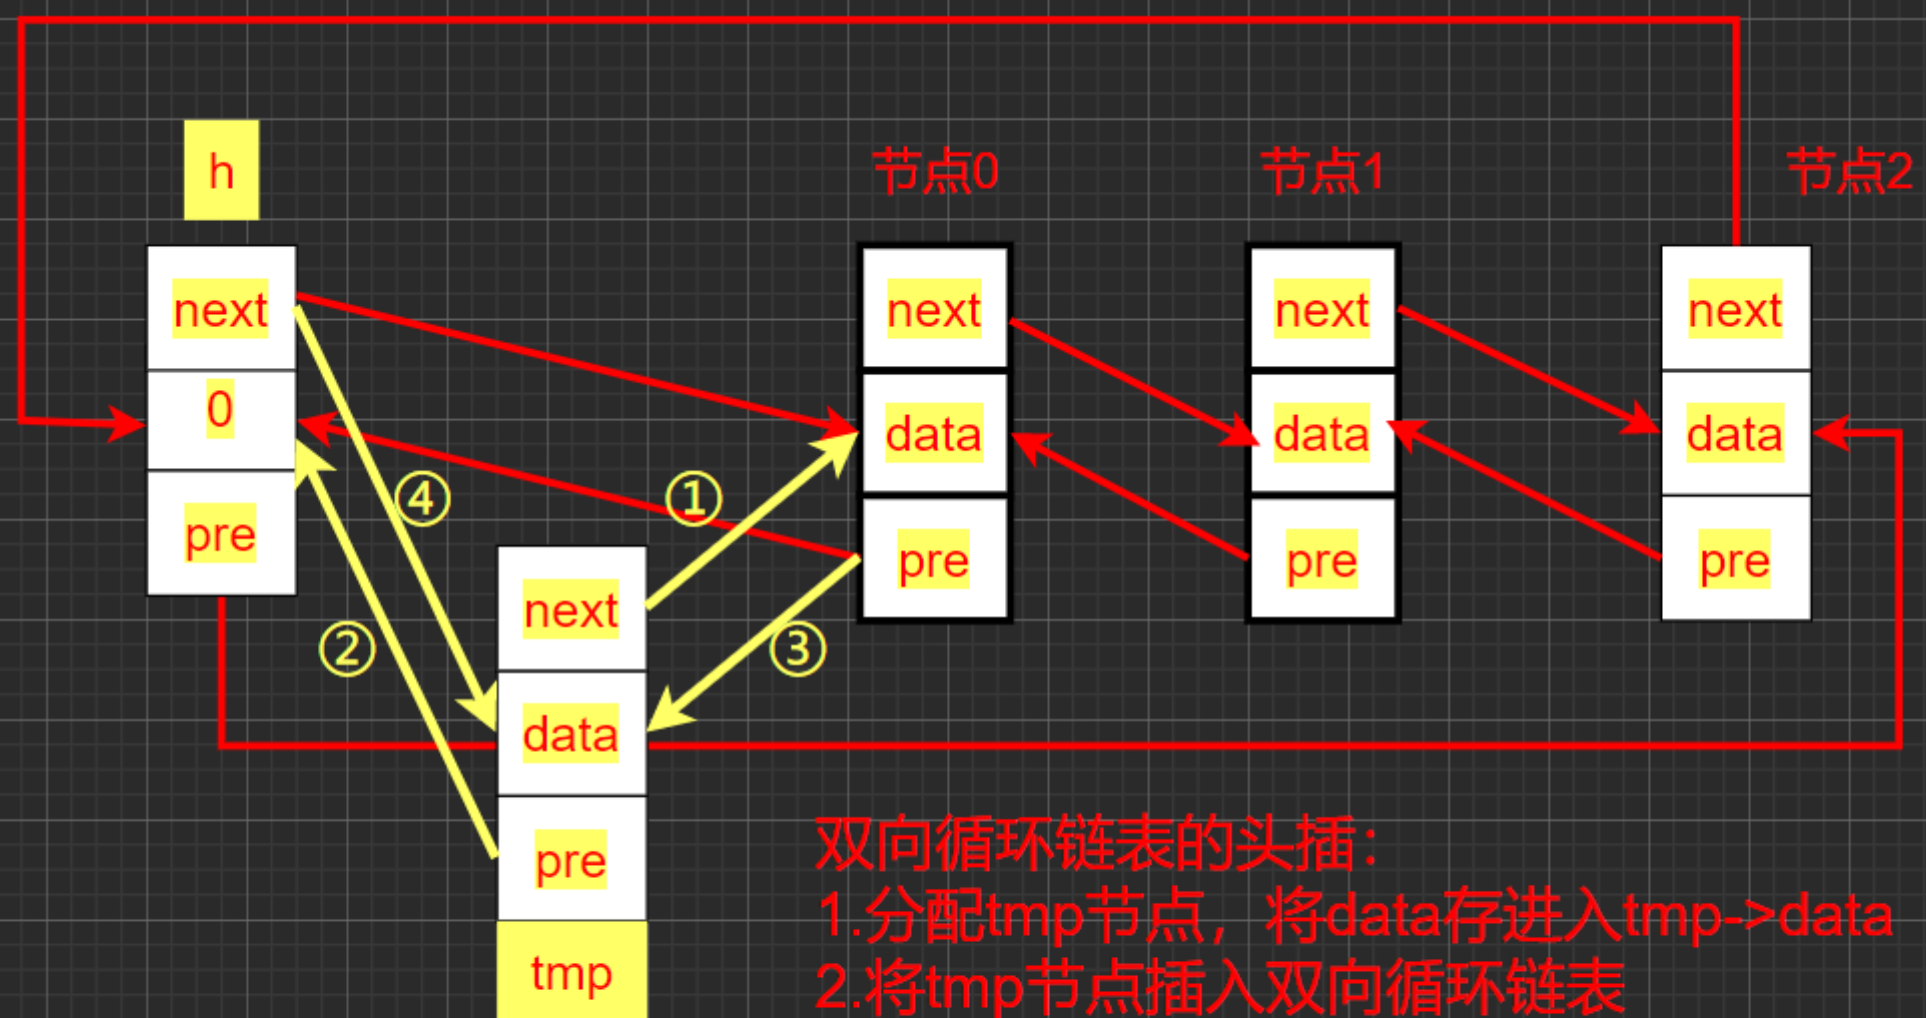 h
节点0
节点1
节点2
next
0
pre
next
data
pre
next
data
pre
next
data
pre
①
②
③
④
next
data
pre
tmp
双向循环链表的头插：
1.分配tmp节点，将data存进入tmp->data
2.将tmp节点插入双向循环链表